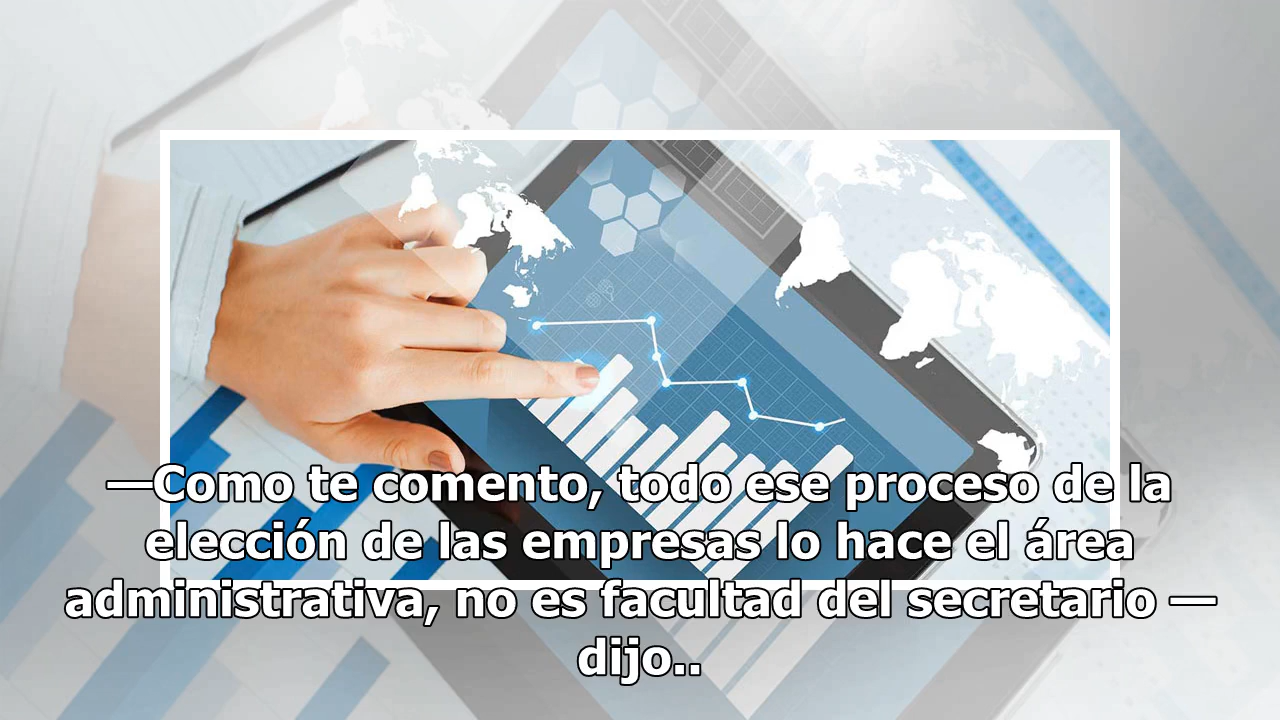 —Como te comento, todo ese proceso de la
elección de las empresas lo hace el área
administrativa, no es facultad del secretario —
dijo..